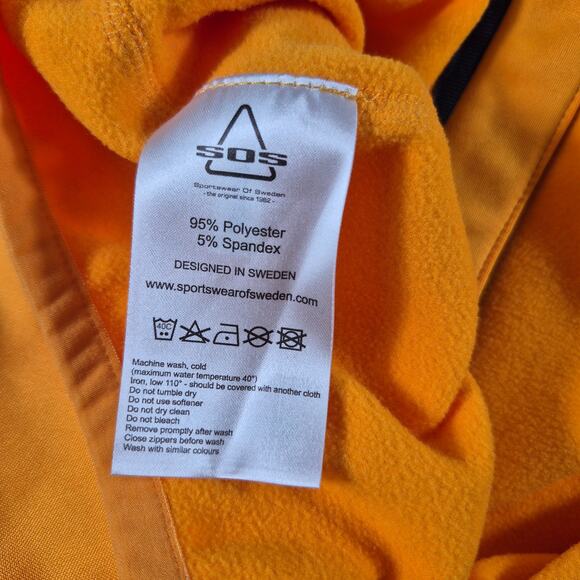 SOS
Sportswear Of Sweden
- the original since 1982 -
95% Polyester
5% Spandex
DESIGNED IN SWEDEN
www.sportswearofsweden.com
40C
Machine wash, cold
(maximum water temperature 40°)
Iron, low 110° - should be covered with another cloth
Do not tumble dry
Do not use softener
Do not dry clean
Do not bleach
Remove promptly after wash
Close zippers before wash
Wash with similar colours